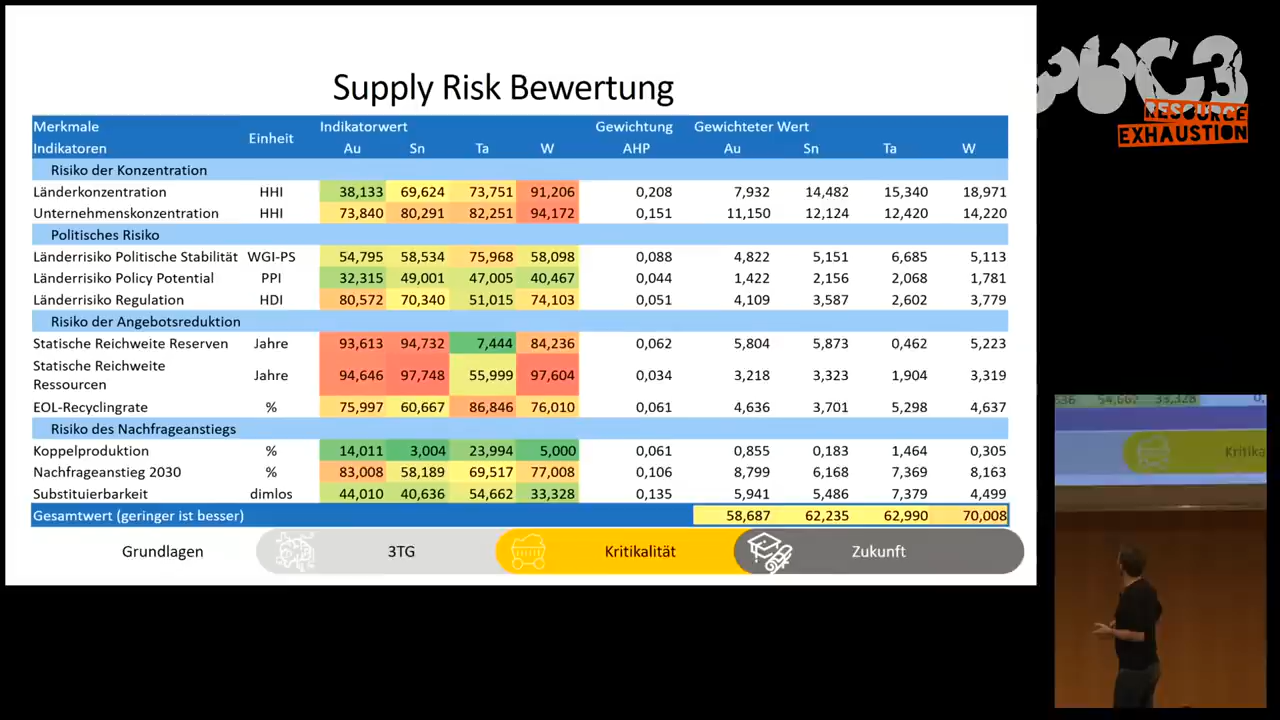 Supply Risk Bewertung
Merkmale Indikatorwert Gewichtung Gewichteter Wert
Einheit
Indikatoren Au Sn Ta W AHP Au Sn Ta W
Risiko der Konzentration
Länderkonzentration HHI 38,133 69,624 73,751 91,206 0,208 7,932 14,482 15,340 18,971
Unternehmenskonzentration HHI 73,840 80,291 82,251 94,172 0,151 11,150 12,124 12,420 14,220
Politisches Risiko
Länderrisiko Politische Stabilität WGI-PS 54,795 58,534 75,968 58,098 0,088 4,822 5,151 6,685 5,113
Länderrisiko Policy Potential PPI 32,315 49,001 47,005 40,467 0,044 1,422 2,156 2,068 1,781
Länderrisiko Regulation HDI 80,572 70,340 51,015 74,103 0,051 4,109 3,587 2,602 3,779
Risiko der Angebotsreduktion
Statische Reichweite Reserven Jahre 93,613 94,732 7,444 84,236 0,062 5,804 5,873 0,462 5,223
Statische Reichweite
Ressourcen Jahre 94,646 97,748 55,999 97,604 0,034 3,218 3,323 1,904 3,319
EOL-Recyclingrate % 75,997 60,667 86,846 76,010 0,061 4,636 3,701 5,298 4,637
Risiko des Nachfrageanstiegs
Koppelproduktion % 14,011 3,004 23,994 5,000 0,061 0,855 0,183 1,464 0,305
Nachfrageanstieg 2030 % 83,008 58,189 69,517 77,008 0,106 8,799 6,168 7,369 8,163
Substituierbarkeit dimlos 44,010 40,636 54,662 33,328 0,135 5,941 5,486 7,379 4,499
Gesamtwert (geringer ist besser) 58,687 62,235 62,990 70,008
Grundlagen 3TG Kritikalität Zukunft
RESOURCE
EXHAUSTION
54,662 33,328
Kritika